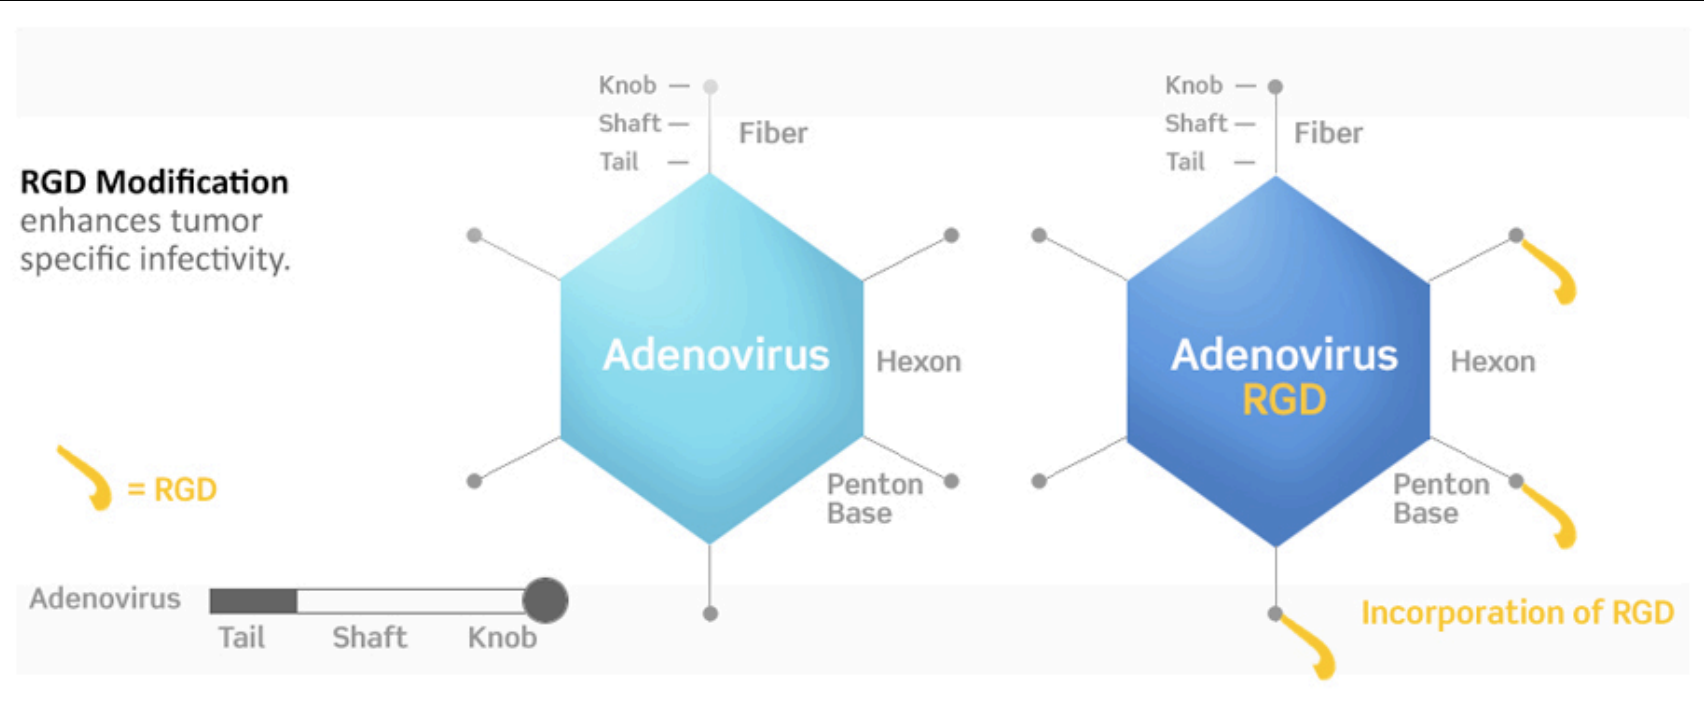 RGD Modification
enhances tumor
specific infectivity.
= RGD
Adenovirus
Tail Shaft Knob
Knob —
Shaft —
Tail —
Fiber
Adenovirus
Hexon
Penton
Base
Knob —
Shaft —
Tail —
Fiber
Adenovirus
RGD
Hexon
Penton
Base
Incorporation of RGD